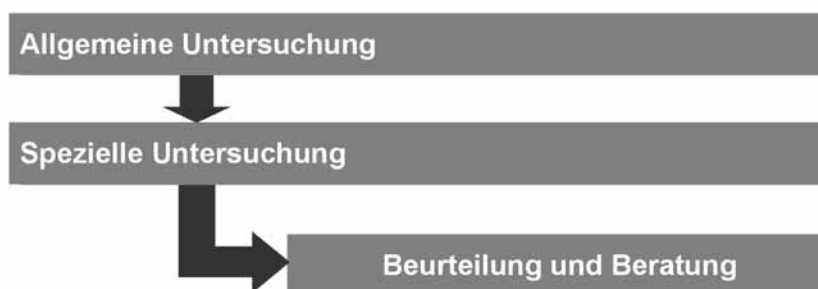 Allgemeine Untersuchung
Spezielle Untersuchung
Beurteilung und Beratung